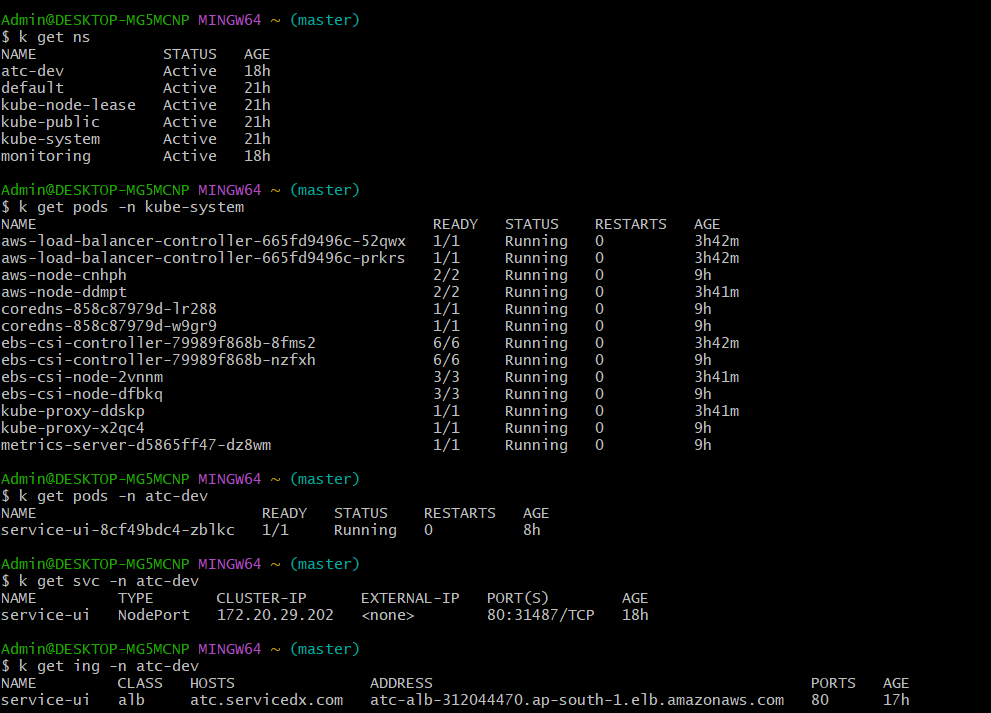 Admin@DESKTOP-MG5MCNP MINGW64 ~ (master)
$ k get ns
NAME STATUS AGE
atc-dev Active 18h
default Active 21h
kube-node-lease Active 21h
kube-public Active 21h
kube-system Active 21h
monitoring Active 18h
Admin@DESKTOP-MG5MCNP MINGW64 ~ (master)
$ k get pods -n kube-system
NAME READY STATUS RESTARTS AGE
aws-load-balancer-controller-665fd9496c-52qwx 1/1 Running 0 3h42m
aws-load-balancer-controller-665fd9496c-prkrs 1/1 Running 0 3h42m
aws-node-cnhph 2/2 Running 0 9h
aws-node-ddmpt 2/2 Running 0 3h41m
coredns-858c87979d-lr288 1/1 Running 0 9h
coredns-858c87979d-w9gr9 1/1 Running 0 9h
ebs-csi-controller-79989f868b-8fms2 6/6 Running 0 3h42m
ebs-csi-controller-79989f868b-nzfxh 6/6 Running 0 9h
ebs-csi-node-2vnnm 3/3 Running 0 3h41m
ebs-csi-node-dfbkq 3/3 Running 0 9h
kube-proxy-ddskp 1/1 Running 0 3h41m
kube-proxy-x2qc4 1/1 Running 0 9h
metrics-server-d5865ff47-dz8wm 1/1 Running 0 9h
Admin@DESKTOP-MG5MCNP MINGW64 ~ (master)
$ k get pods -n atc-dev
NAME READY STATUS RESTARTS AGE
service-ui-8cf49bdc4-zblkc 1/1 Running 0 8h
Admin@DESKTOP-MG5MCNP MINGW64 ~ (master)
$ k get svc -n atc-dev
NAME TYPE CLUSTER-IP EXTERNAL-IP PORT(S) AGE
service-ui NodePort 172.20.29.202 <none> 80:31487/TCP 18h
Admin@DESKTOP-MG5MCNP MINGW64 ~ (master)
$ k get ing -n atc-dev
NAME CLASS HOSTS ADDRESS PORTS AGE
service-ui alb atc.servicedx.com atc-alb-312044470.ap-south-1.elb.amazonaws.com 80 17h